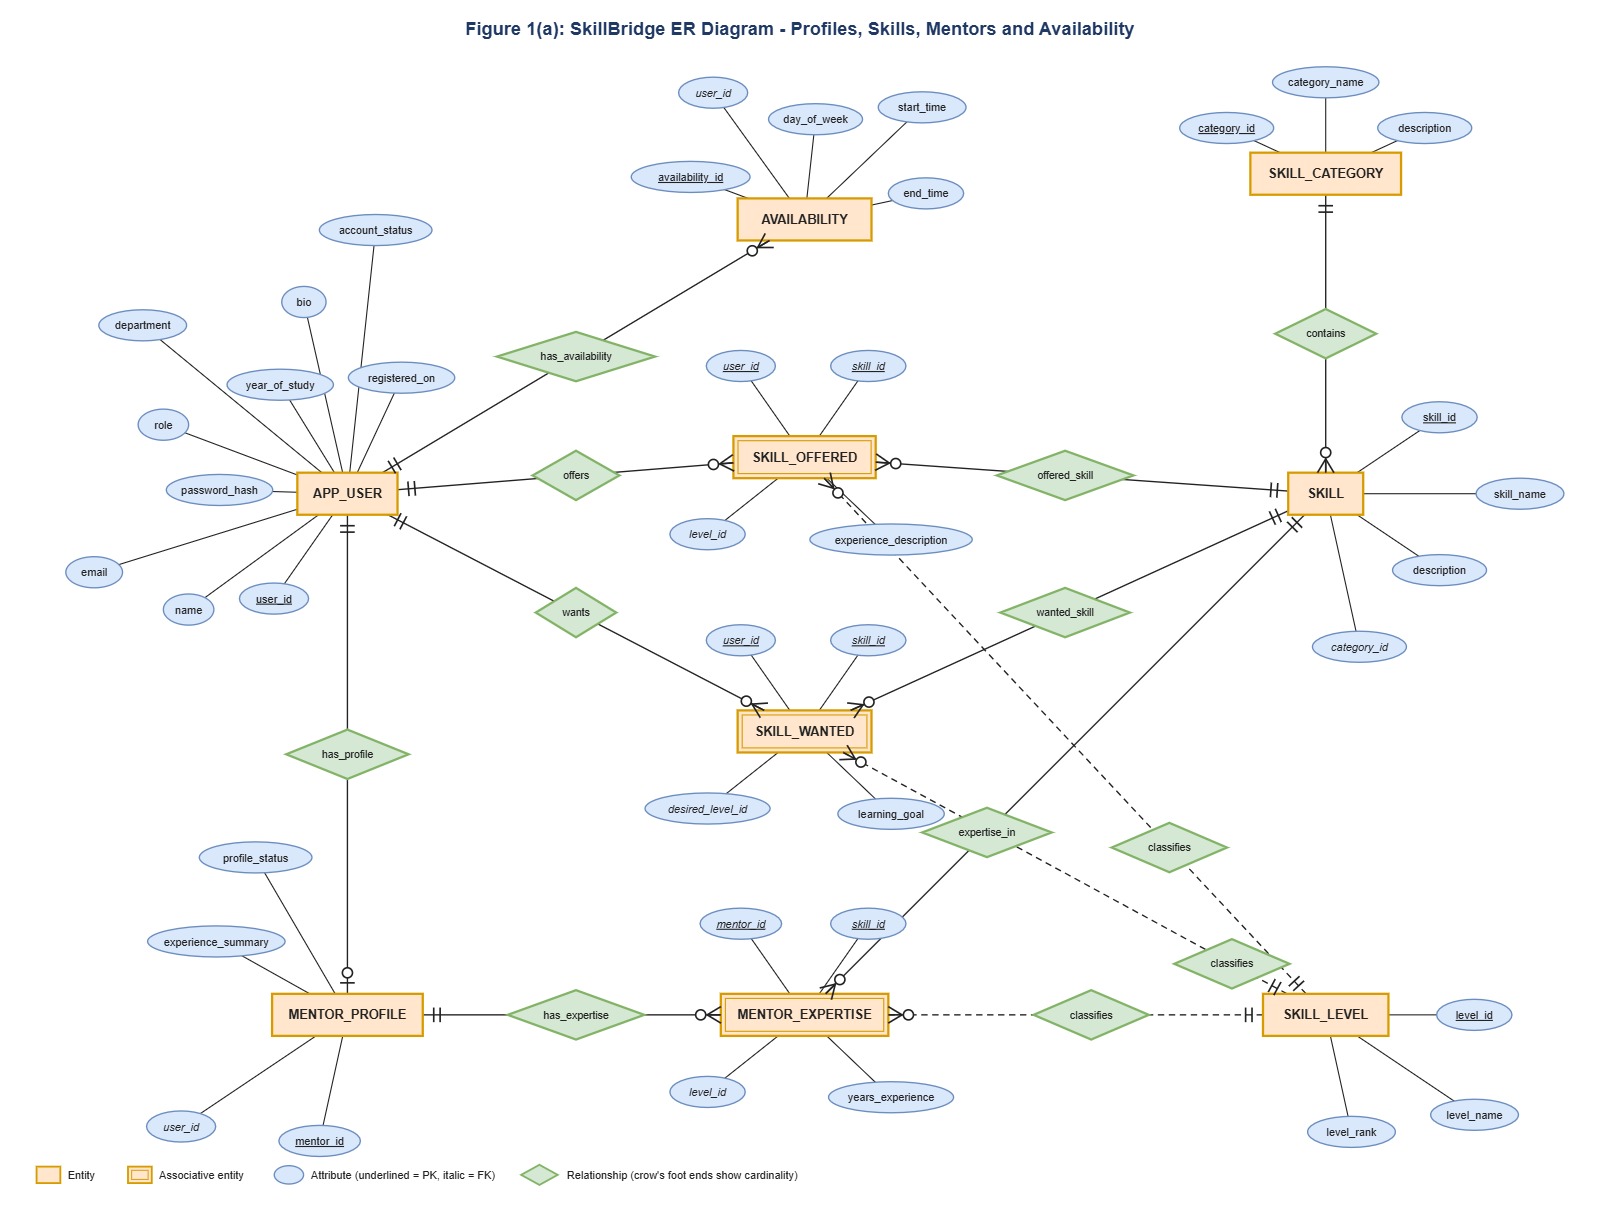 Figure 1(a): SkillBridge ER Diagram - Profiles, Skills, Mentors and Availability
category_name
user_id
start_time
day_of_week
category_id
description
SKILL_CATEGORY
availability_id
end_time
AVAILABILITY
account_status
bio
department
contains
has_availability
user_id
skill_id
registered_on
year_of_study
skill_id
role
SKILL_OFFERED
offers
offered_skill
password_hash
APP_USER
SKILL
skill_name
level_id
experience_description
email
description
user_id
name
wants
wanted_skill
user_id
skill_id
category_id
SKILL_WANTED
has_profile
desired_level_id
learning_goal
expertise_in
classifies
profile_status
mentor_id
skill_id
experience_summary
classifies
MENTOR_PROFILE
has_expertise
MENTOR_EXPERTISE
classifies
SKILL_LEVEL
level_id
level_id
years_experience
level_name
user_id
level_rank
mentor_id
Entity
Associative entity
Attribute (underlined = PK, italic = FK)
Relationship (crow's foot ends show cardinality)